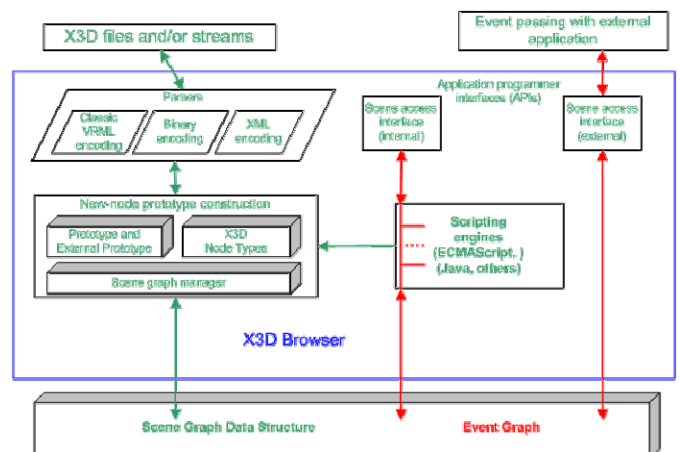 X3D files and/or streams
Event passing with external
application
Application programmer
interfaces (APIs)
Parsers
Classic
VRML
encoding
Binary
encoding
XML
encoding
Scene access
interface
(internal)
Scene access
interface
(external)
New-node prototype construction
Prototype and
External Prototype
X3D
Node Types
Scene graph manager
Scripting
engines
(ECMAScript, )
(Java, others)
X3D Browser
Scene Graph Data Structure
Event Graph